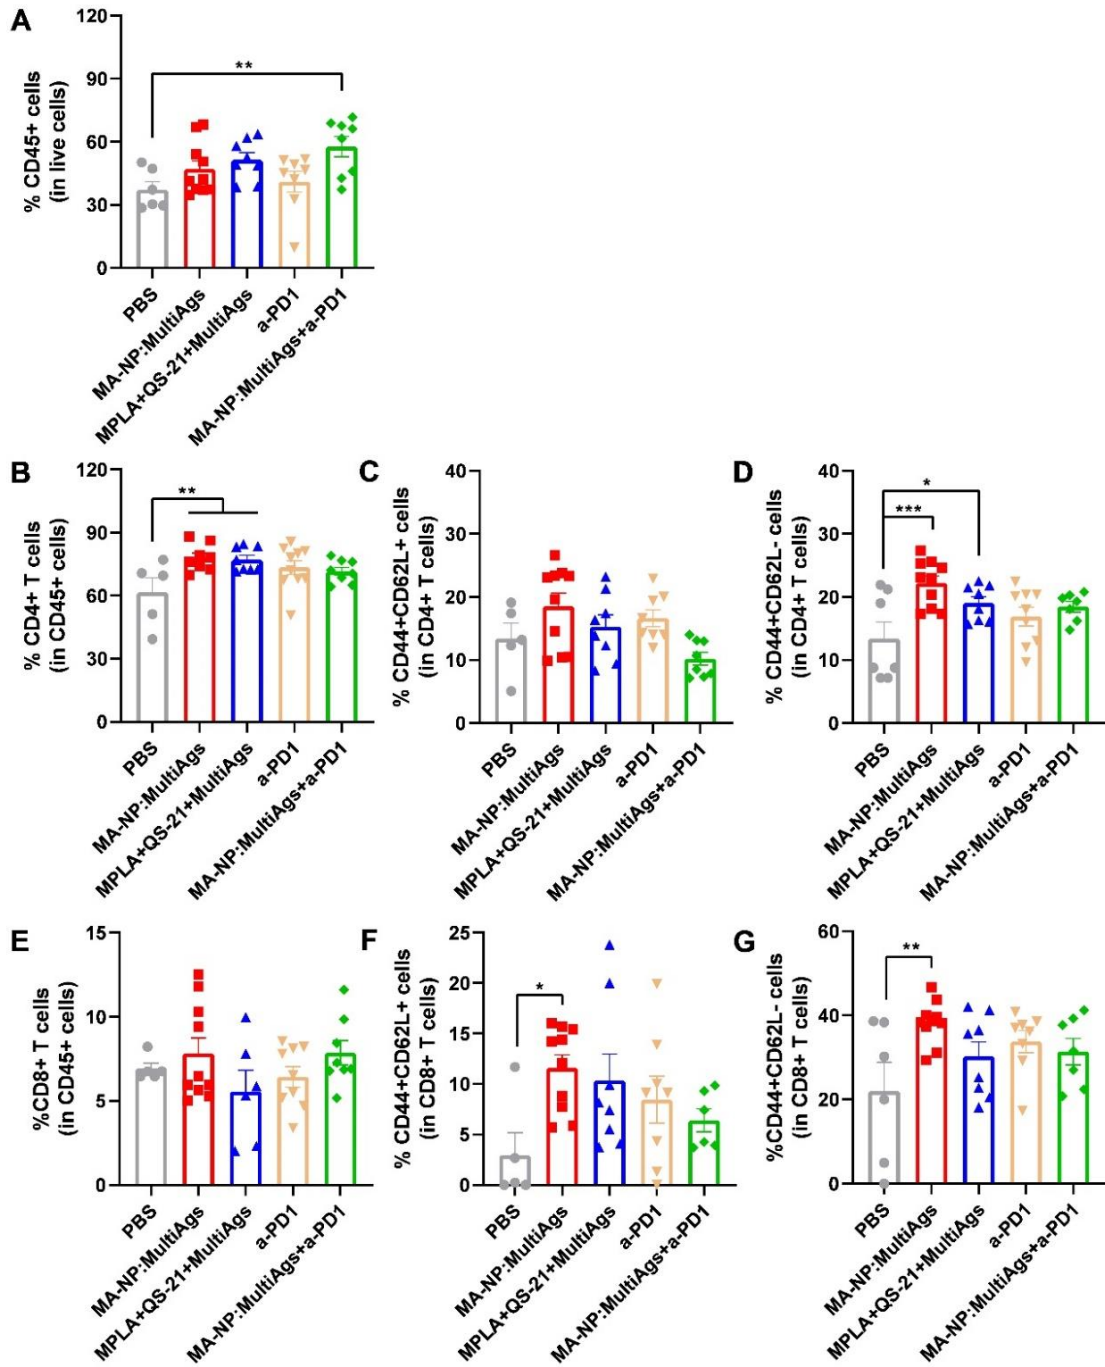 A
% CD45+ cells
(in live cells)
120
90
60
30
0
**
PBS
MA-NP:MultiAgs
MPLA+QS-21+MultiAgs
a-PD1
MA-NP:MultiAgs+a-PD1
B
% CD4+ T cells
(in CD45+ cells)
120
90
60
30
0
**
PBS
MA-NP:MultiAgs
MPLA+QS-21+MultiAgs
a-PD1
MA-NP:MultiAgs+a-PD1
C
% CD44+CD62L+ cells
(in CD4+ T cells)
40
30
20
10
0
PBS
MA-NP:MultiAgs
MPLA+QS-21+MultiAgs
a-PD1
MA-NP:MultiAgs+a-PD1
D
% CD44+CD62L- cells
(in CD4+ T cells)
40
30
20
10
0
*
***
PBS
MA-NP:MultiAgs
MPLA+QS-21+MultiAgs
a-PD1
MA-NP:MultiAgs+a-PD1
E
%CD8+ T cells
(in CD45+ cells)
15
10
5
0
PBS
MA-NP:MultiAgs
MPLA+QS-21+MultiAgs
a-PD1
MA-NP:MultiAgs+a-PD1
F
% CD44+CD62L+ cells
(in CD8+ T cells)
25
20
15
10
5
0
*
PBS
MA-NP:MultiAgs
MPLA+QS-21+MultiAgs
a-PD1
MA-NP:MultiAgs+a-PD1
G
%CD44+CD62L- cells
(in CD8+ T cells)
60
40
20
0
**
PBS
MA-NP:MultiAgs
MPLA+QS-21+MultiAgs
a-PD1
MA-NP:MultiAgs+a-PD1